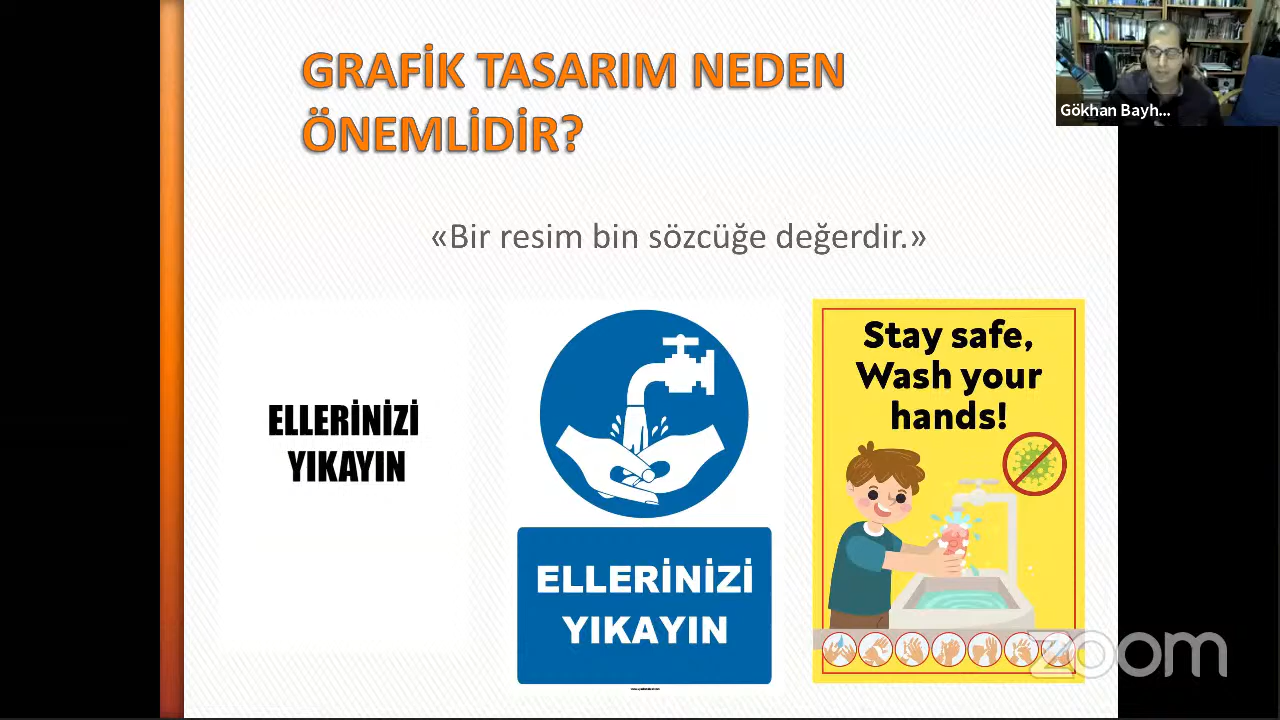 GRAFİK TASARIM NEDEN
ÖNEMLİDİR?
Gökhan Bayh...
«Bir resim bin sözcüğe değerdir.»
ELLERİNİZİ
YIKAYIN
ELLERİNİZİ
YIKAYIN
Stay safe,
Wash your
hands!
zoom